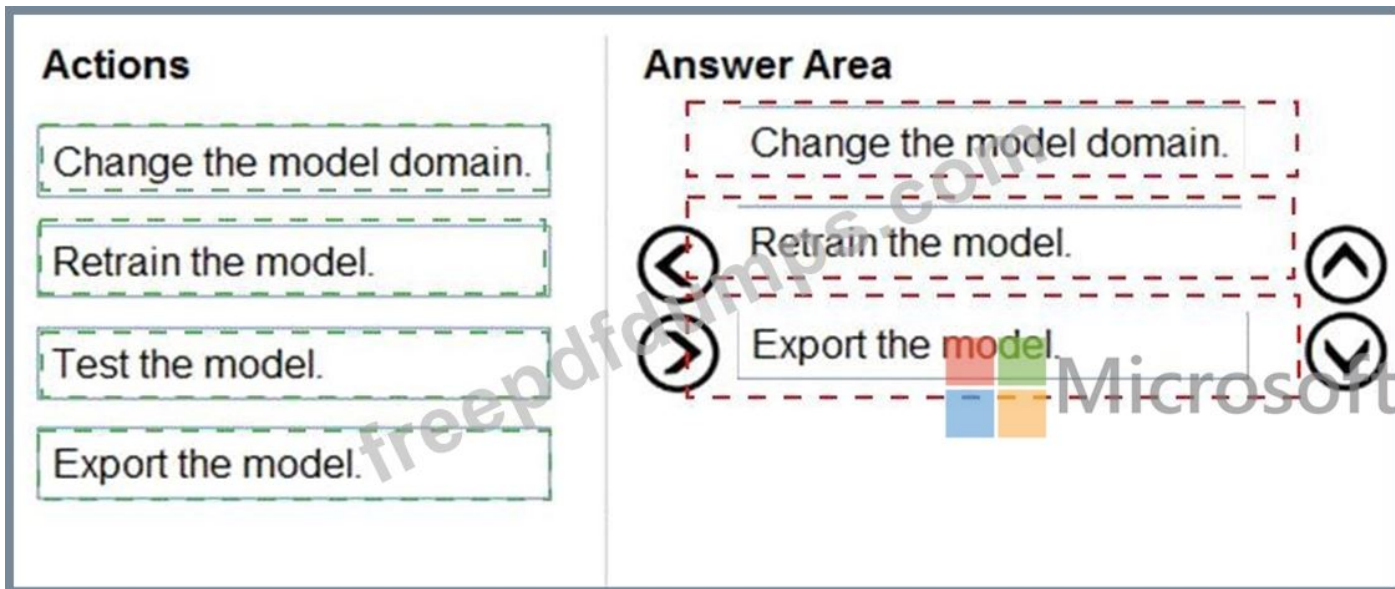 Actions
Change the model domain.
Retrain the model.
Test the model.
Export the model.
Answer Area
Change the model domain.
Retrain the model.
Export the model.
Microsoft
freepdfdumps.com